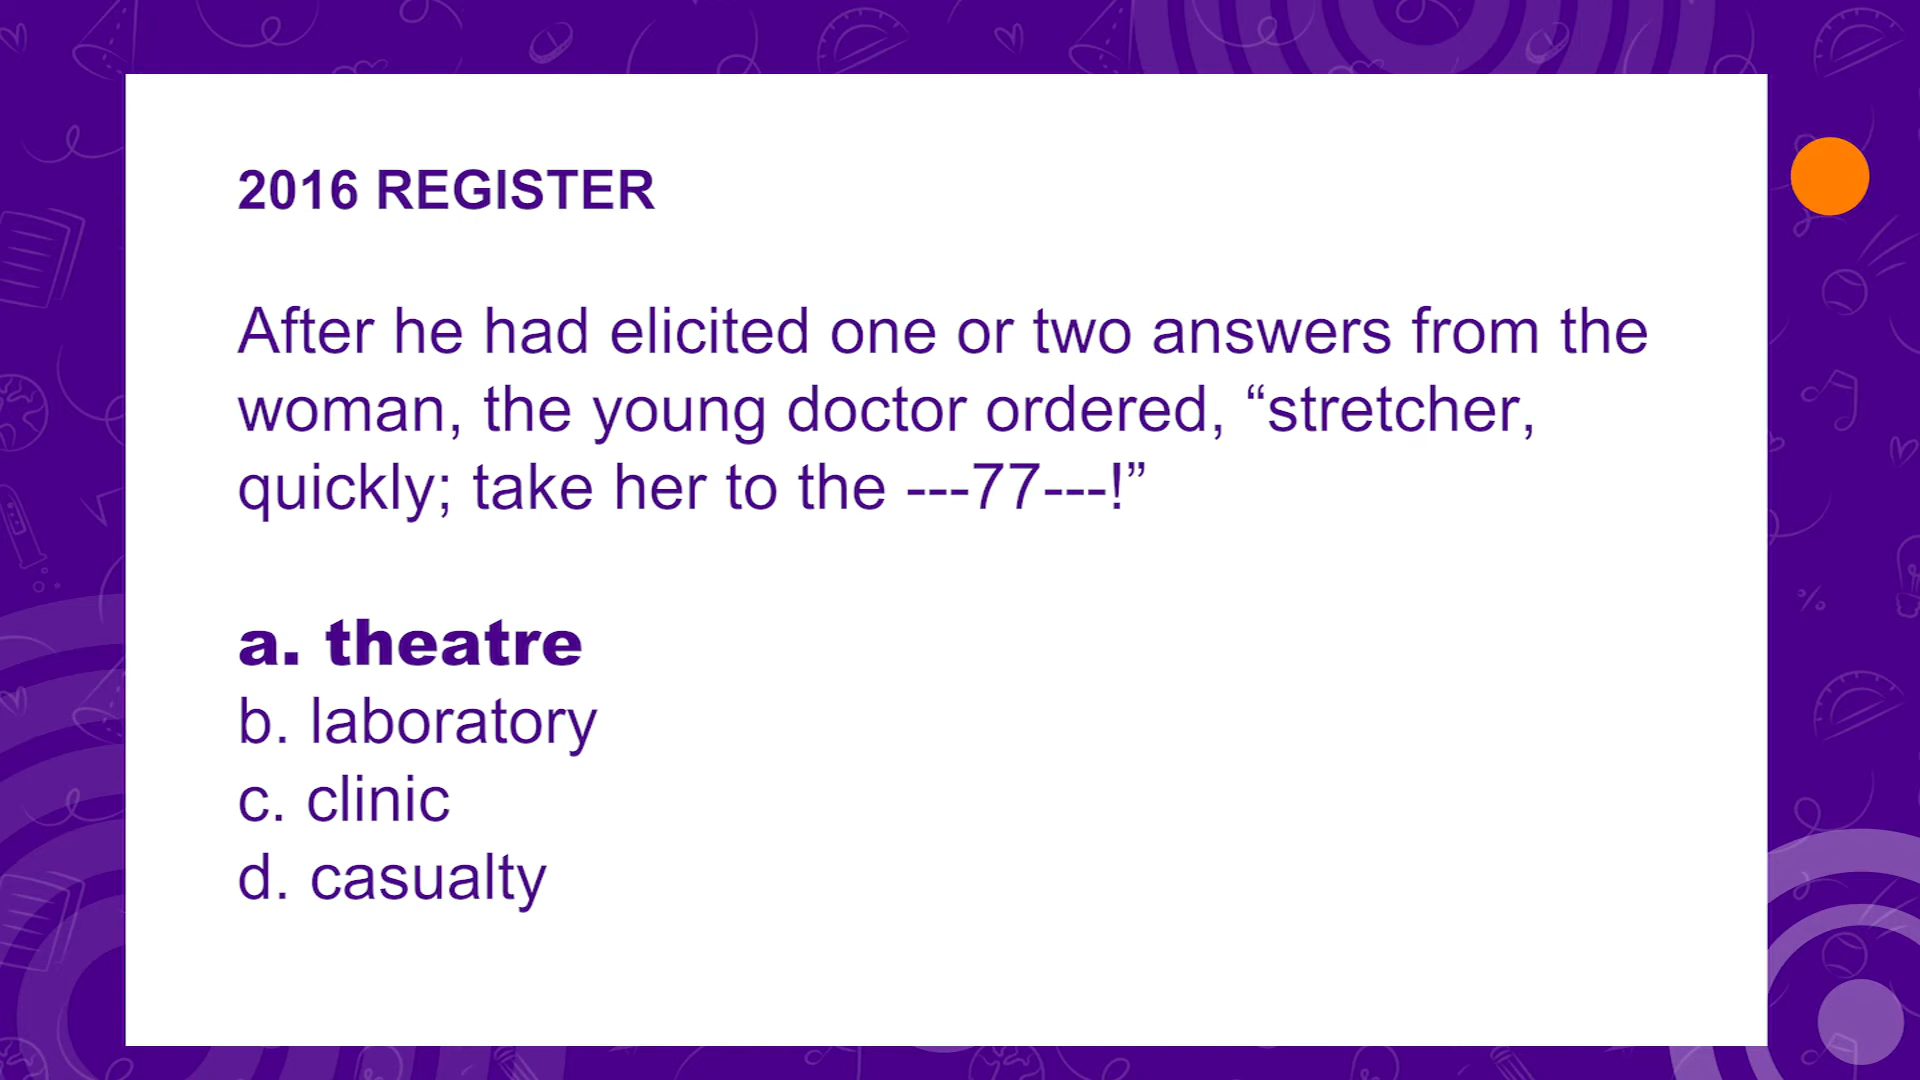 2016 REGISTER
After he had elicited one or two answers from the
woman, the young doctor ordered, “stretcher,
quickly; take her to the ---77---!”
a. theatre
b. laboratory
c. clinic
d. casualty